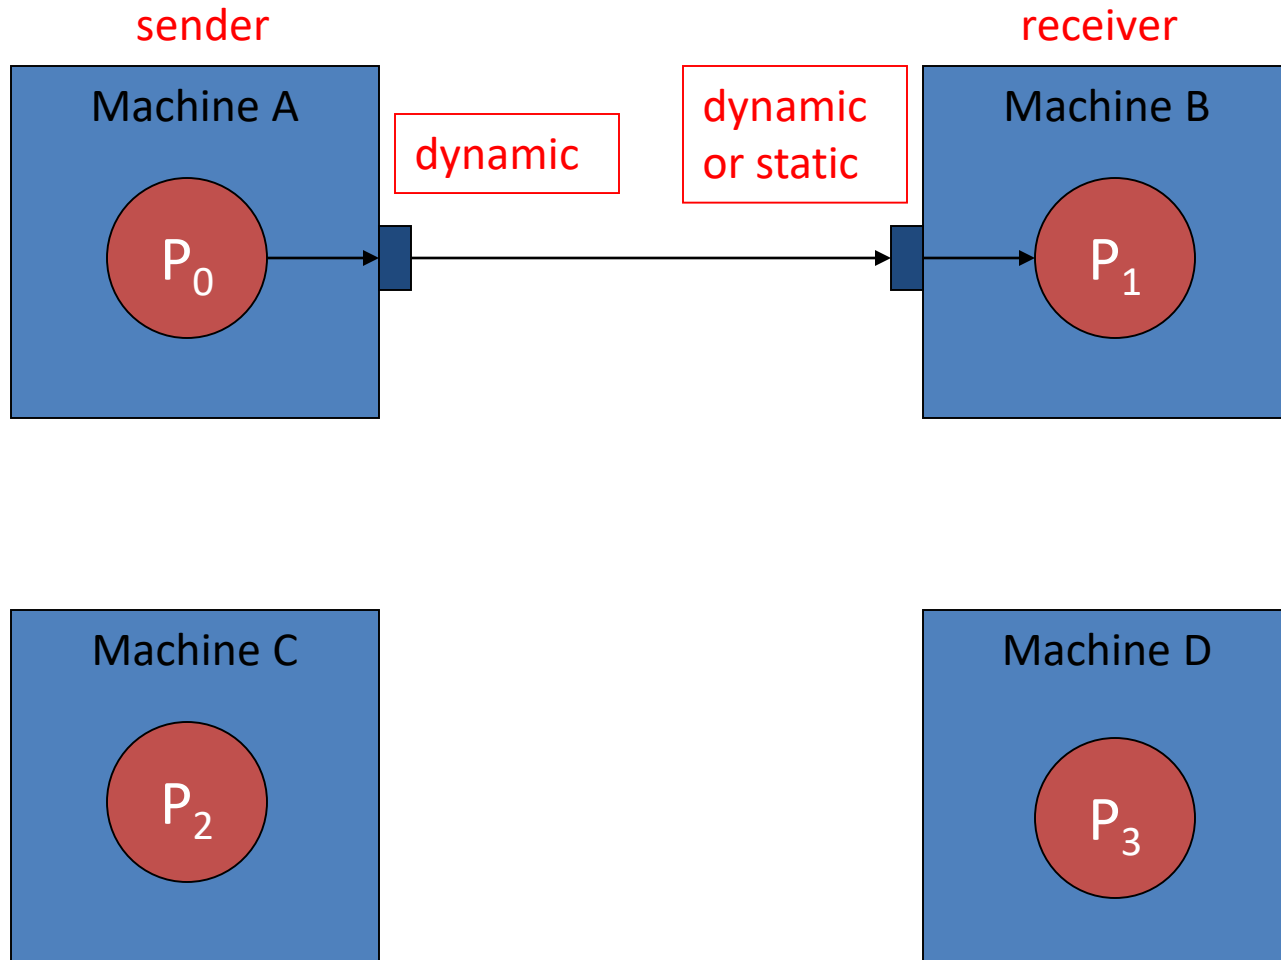 sender
receiver
Machine A
Machine B
dynamic
dynamic
or static
P₀
P₁
Machine C
Machine D
P₂
P₃